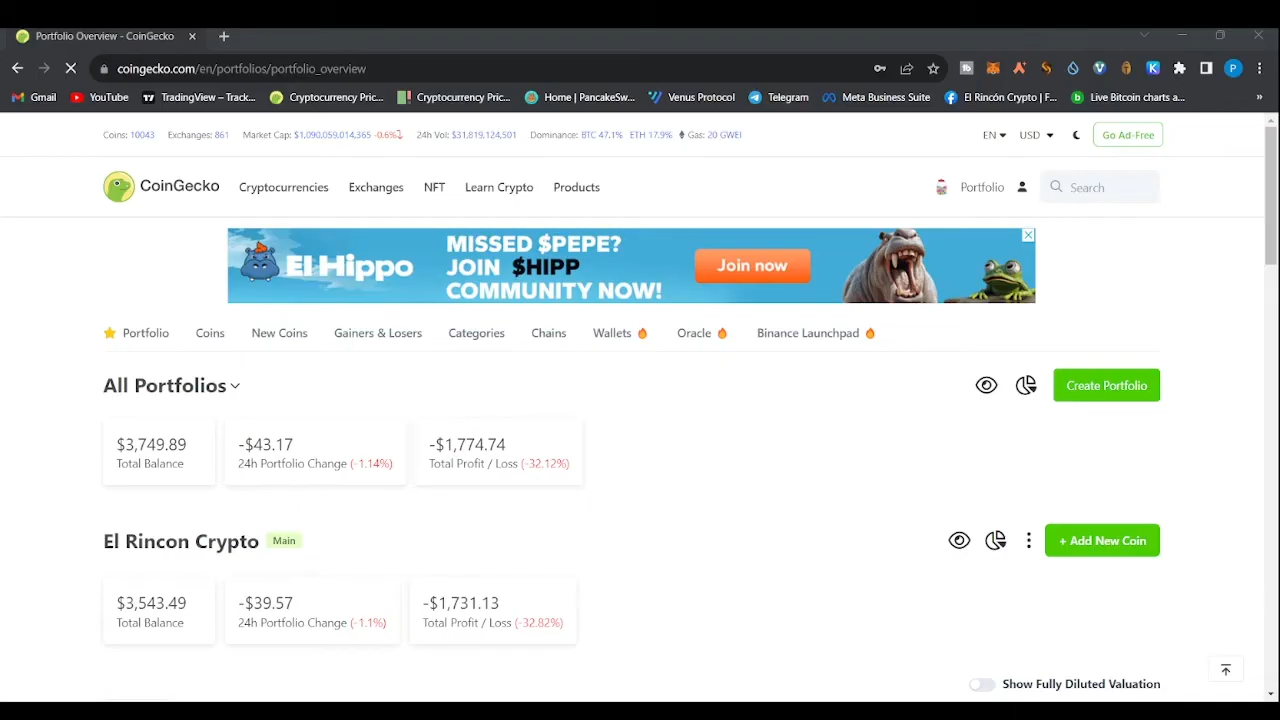 Portfolio Overview - CoinGecko
coingecko.com/en/portfolios/portfolio_overview
P
Gmail YouTube TradingView – Track... Cryptocurrency Pric... Cryptocurrency Pric... Home | PancakeSw... Venus Protocol Telegram Meta Business Suite El Rincón Crypto | F... Live Bitcoin charts a... »
Coins: 10043 Exchanges: 861 Market Cap: $1,090,059,014,365 -0.6% 24h Vol: $31,819,124,501 Dominance: BTC 47.1% ETH 17.9% Gas: 20 GWEI EN USD Go Ad-Free
CoinGecko Cryptocurrencies Exchanges NFT Learn Crypto Products Portfolio Search
El Hippo
MISSED $PEPE?
JOIN $HIPP
COMMUNITY NOW!
Join now
Portfolio Coins New Coins Gainers & Losers Categories Chains Wallets Oracle Binance Launchpad
All Portfolios Create Portfolio
$3,749.89 -$43.17 -$1,774.74
Total Balance 24h Portfolio Change (-1.14%) Total Profit / Loss (-32.12%)
El Rincon Crypto Main + Add New Coin
$3,543.49 -$39.57 -$1,731.13
Total Balance 24h Portfolio Change (-1.1%) Total Profit / Loss (-32.82%)
Show Fully Diluted Valuation